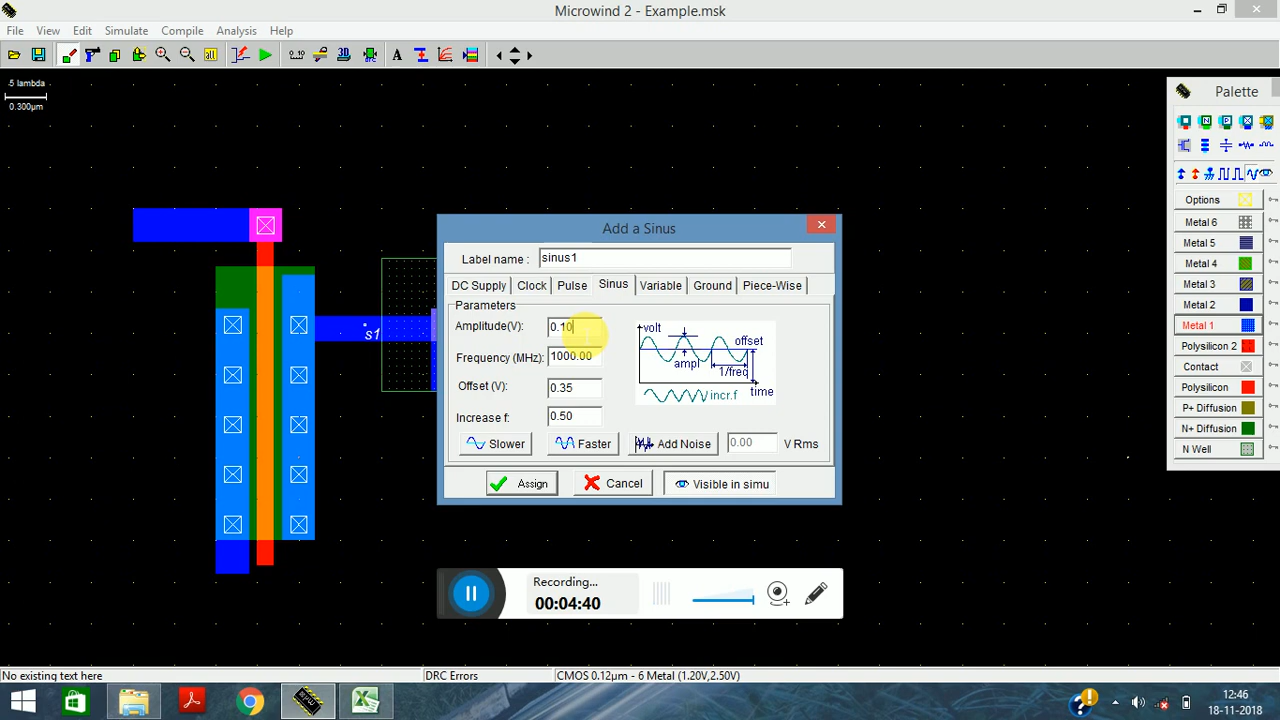 Microwind 2 - Example.msk
File View Edit Simulate Compile Analysis Help
all
0.10
3D
DRC
A
5 lambda
0.300µm
Palette
N P
Options
Metal 6
Metal 5
Metal 4
Metal 3
Metal 2
Metal 1
Polysilicon 2
Contact
Polysilicon
P+ Diffusion
N+ Diffusion
N Well
s1
Add a Sinus
Label name : sinus1
DC Supply Clock Pulse Sinus Variable Ground Piece-Wise
Parameters
Amplitude(V): 0.10
Frequency (MHz): 1000.00
Offset (V): 0.35
Increase f: 0.50
volt
offset
ampl
1/freq
time
incr.f
Slower Faster Add Noise 0.00 V Rms
Assign Cancel Visible in simu
Recording...
00:04:40
No existing text here DRC Errors CMOS 0.12µm - 6 Metal (1.20V,2.50V)
12:46
18-11-2018